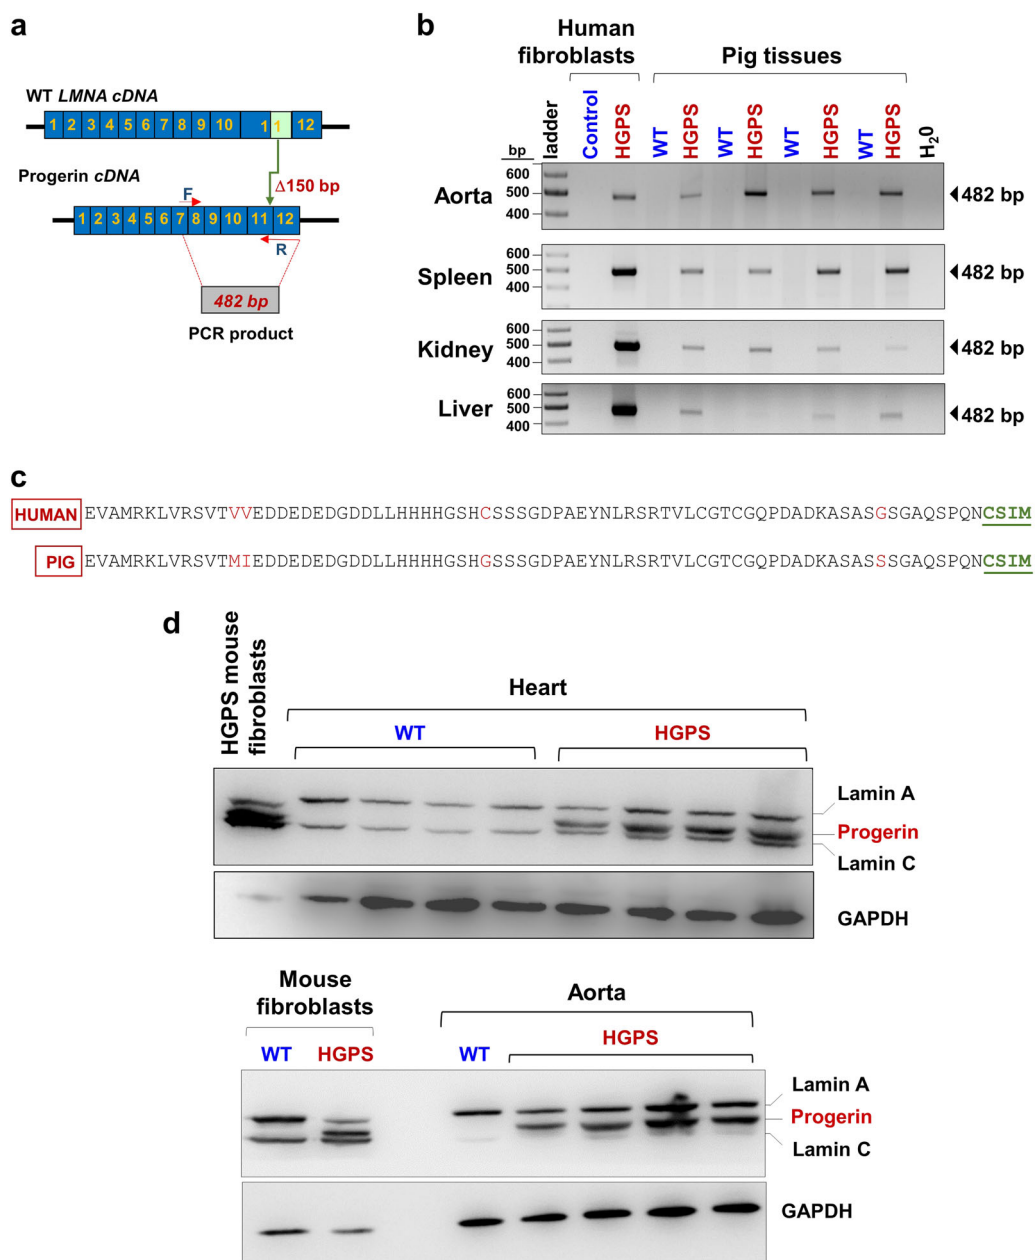 a
WT LMNA cDNA
1 2 3 4 5 6 7 8 9 10 1 1 12
Progerin cDNA
Δ150 bp
F
1 2 3 4 5 6 7 8 9 10 11 12
R
482 bp
PCR product
b
Human
fibroblasts
Pig tissues
bp
ladder
Control
HGPS
WT
HGPS
WT
HGPS
WT
HGPS
WT
HGPS
H20
Aorta
600
500
400
482 bp
Spleen
600
500
400
482 bp
Kidney
600
500
400
482 bp
Liver
600
500
400
482 bp
c
HUMAN EVAMRKLVRSVTVVEDDEDEDGDDLLHHHHGSHCSSSGDPAEYNLRSRTVLCGTCGQPDADKASASGSGAQSPQNCSIM
PIG EVAMRKLVRSVTMIEDDEDEDGDDLLHHHHGSHGSSSGDPAEYNLRSRTVLCGTCGQPDADKASASSSGAQSPQNCSIM
d
HGPS mouse
fibroblasts
Heart
WT
HGPS
Lamin A
Progerin
Lamin C
GAPDH
Mouse
fibroblasts
Aorta
WT HGPS
WT
HGPS
Lamin A
Progerin
Lamin C
GAPDH